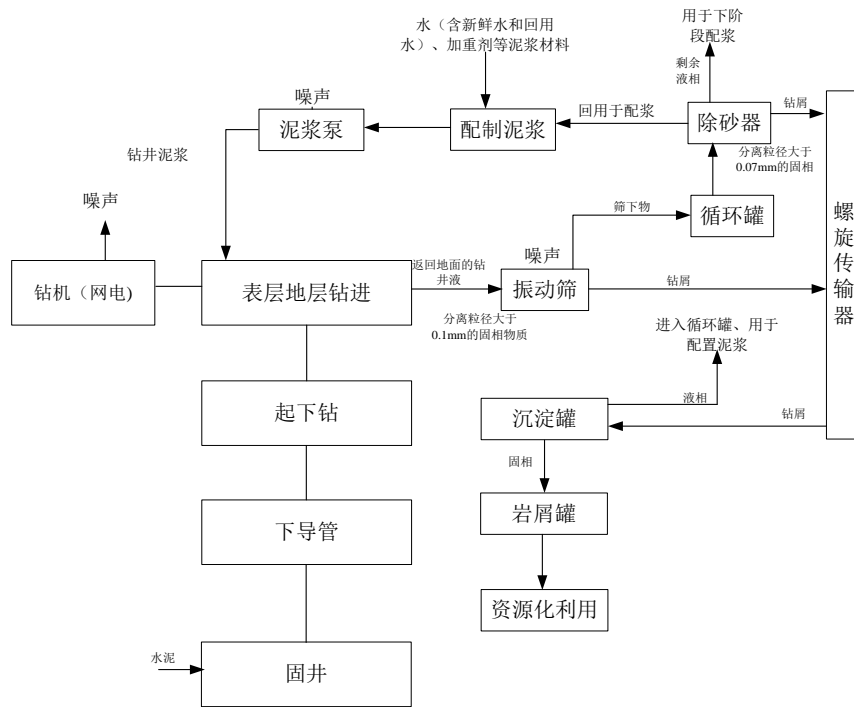 水（含新鲜水和回用
水）、加重剂等泥浆材料
用于下阶
段配浆
剩余
液相
钻屑
噪声
泥浆泵
配制泥浆
回用于配浆
除砂器
分离粒径大于
0.07mm的固相
钻井泥浆
噪声
筛下物
循环罐
螺旋传输器
钻机（网电)
表层地层钻进
返回地面的钻
井液
噪声
振动筛
钻屑
分离粒径大于
0.1mm的固相物质
进入循环罐、用于
配置泥浆
起下钻
沉淀罐
液相
钻屑
固相
下导管
岩屑罐
资源化利用
水泥
固井